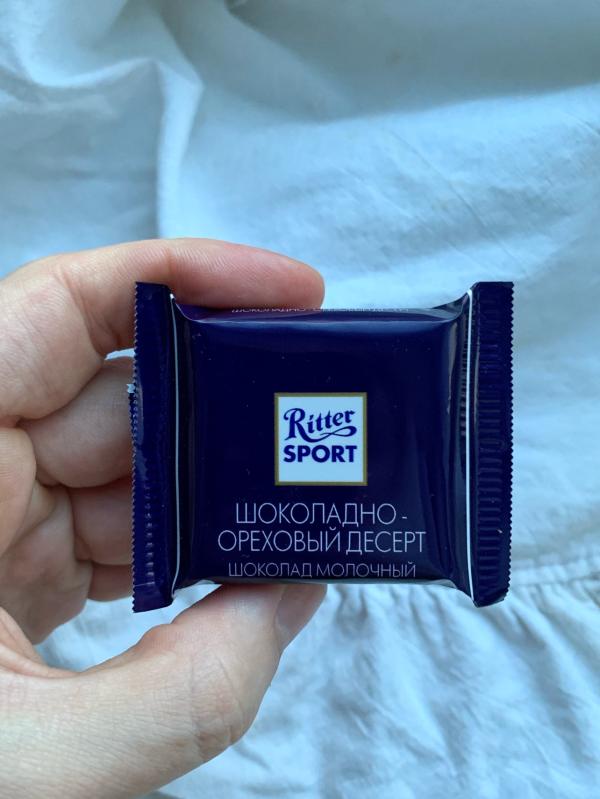 Ritter
SPORT
ШОКОЛАДНО-
ОРЕХОВЫЙ ДЕСЕРТ
ШОКОЛАД МОЛОЧНЫЙ